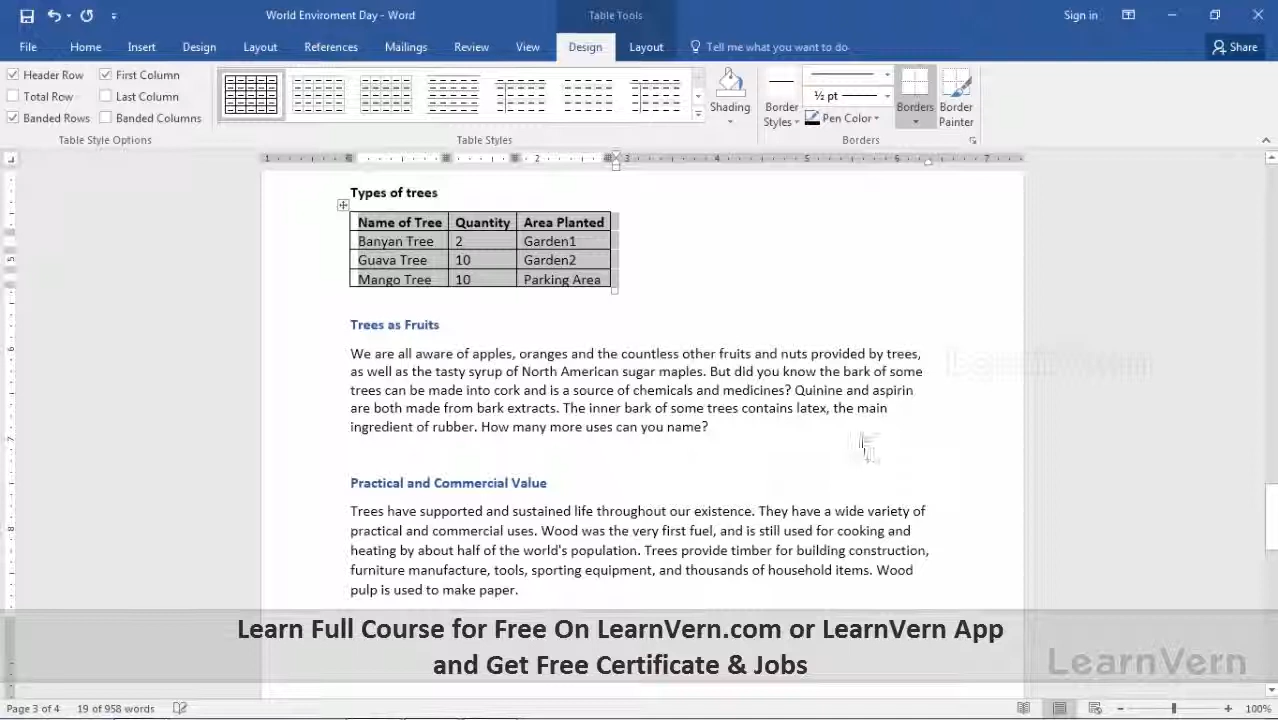 World Enviroment Day - Word
Table Tools
Sign in
File Home Insert Design Layout References Mailings Review View Design Layout Tell me what you want to do
Share
Header Row First Column
Total Row Last Column
Banded Rows Banded Columns
Table Style Options
Table Styles
Shading
Border Styles
½ pt
Pen Color
Borders
Border Painter
Borders
1 2 3 4 5 6 7
Types of trees
Name of Tree Quantity Area Planted
Banyan Tree 2 Garden1
Guava Tree 10 Garden2
Mango Tree 10 Parking Area
Trees as Fruits
We are all aware of apples, oranges and the countless other fruits and nuts provided by trees,
as well as the tasty syrup of North American sugar maples. But did you know the bark of some
trees can be made into cork and is a source of chemicals and medicines? Quinine and aspirin
are both made from bark extracts. The inner bark of some trees contains latex, the main
ingredient of rubber. How many more uses can you name?
Practical and Commercial Value
Trees have supported and sustained life throughout our existence. They have a wide variety of
practical and commercial uses. Wood was the very first fuel, and is still used for cooking and
heating by about half of the world's population. Trees provide timber for building construction,
furniture manufacture, tools, sporting equipment, and thousands of household items. Wood
pulp is used to make paper.
Learn Full Course for Free On LearnVern.com or LearnVern App
and Get Free Certificate & Jobs
LearnVern
Page 3 of 4 19 of 958 words
100%